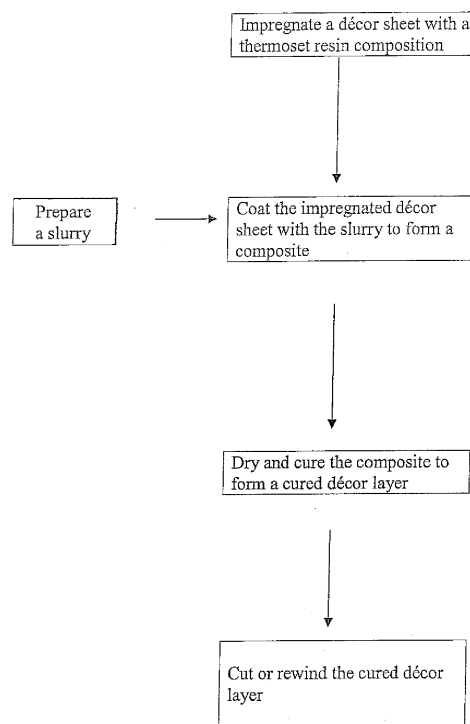 Impregnate a décor sheet with a
thermoset resin composition
Prepare
a slurry
Coat the impregnated décor
sheet with the slurry to form a
composite
Dry and cure the composite to
form a cured décor layer
Cut or rewind the cured décor
layer